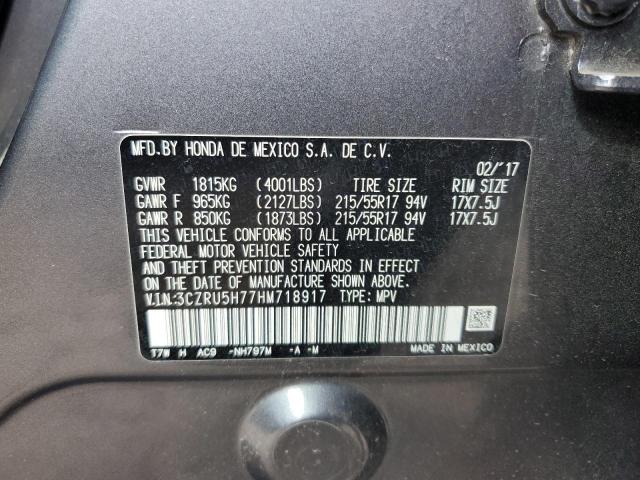 MFD.BY HONDA DE MEXICO S.A. DE C.V.
02/'17
GVWR 1815KG (4001LBS) TIRE SIZE RIM SIZE
GAWR F 965KG (2127LBS) 215/55R17 94V 17X7.5J
GAWR R 850KG (1873LBS) 215/55R17 94V 17X7.5J
THIS VEHICLE CONFORMS TO ALL APPLICABLE
FEDERAL MOTOR VEHICLE SAFETY
AND THEFT PREVENTION STANDARDS IN EFFECT
ON THE DATE OF MANUFACTURE SHOWN ABOVE.
V.I.N:3CZRU5H77HM718917 TYPE: MPV
T7W H AC9 -NH797M -A -M
MADE IN MEXICO